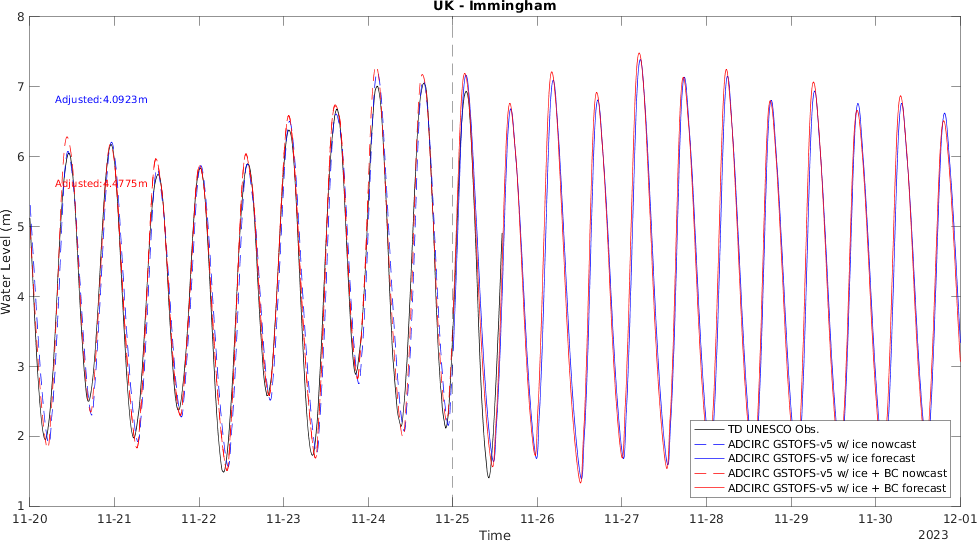 UK - Immingham
8
7
6
5
4
3
2
1
Water Level (m)
Adjusted:4.0923m
Adjusted:4.4775m
TD UNESCO Obs.
ADCIRC GSTOFS-v5 w/ ice nowcast
ADCIRC GSTOFS-v5 w/ ice forecast
ADCIRC GSTOFS-v5 w/ ice + BC nowcast
ADCIRC GSTOFS-v5 w/ ice + BC forecast
11-20 11-21 11-22 11-23 11-24 11-25 11-26 11-27 11-28 11-29 11-30 12-01
Time
2023